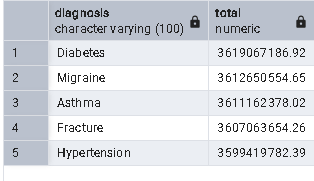 diagnosis total
character varying (100) numeric
1 Diabetes 3619067186.92
2 Migraine 3612650554.65
3 Asthma 3611162378.02
4 Fracture 3607063654.26
5 Hypertension 3599419782.39